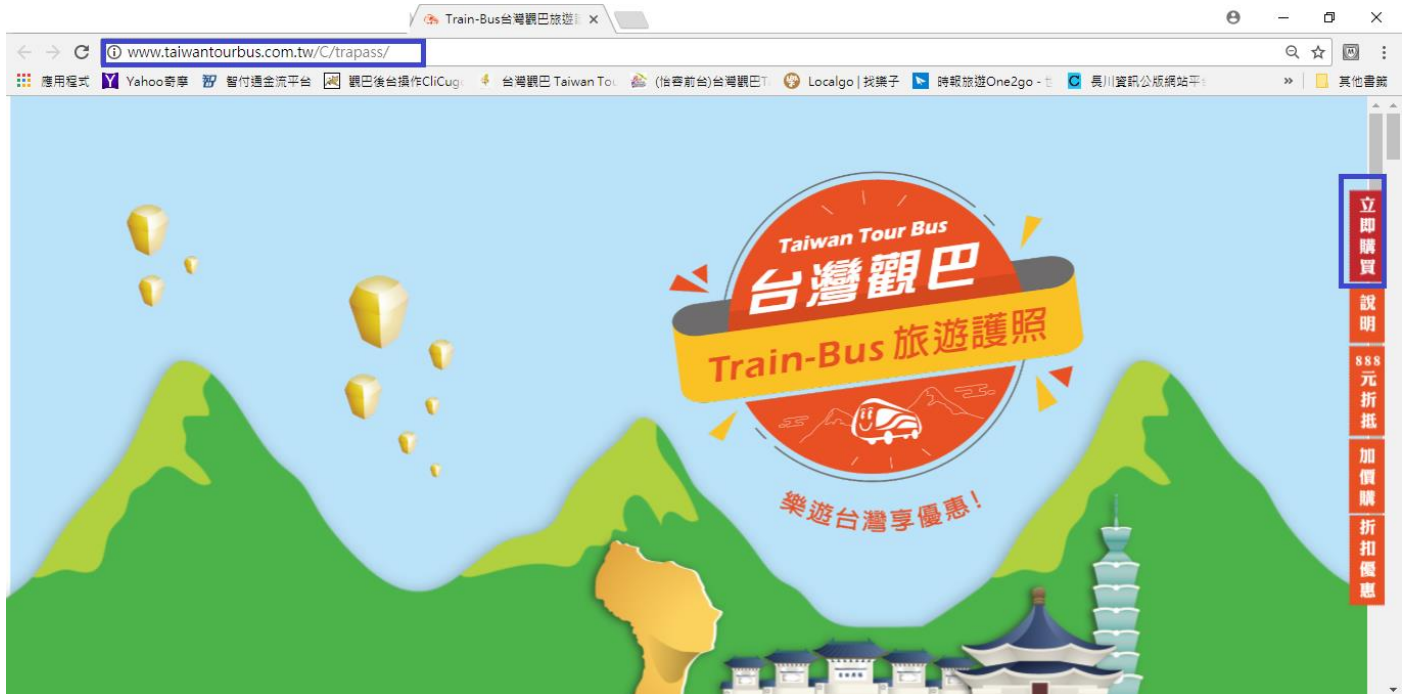 Train-Bus台灣觀巴旅遊
www.taiwantourbus.com.tw/C/trapass/
應用程式 Yahoo奇摩 智付通金流平台 觀巴後台操作CliCug 台灣觀巴 Taiwan Tou (怡容前台)台灣觀巴T Localgo | 找樂子 時報旅遊One2go - 長川資訊公版網站平 » 其他書籤
Taiwan Tour Bus
台灣觀巴
Train-Bus 旅遊護照
樂遊台灣享優惠!
立即購買
說明
888元折抵
加價購
折扣優惠